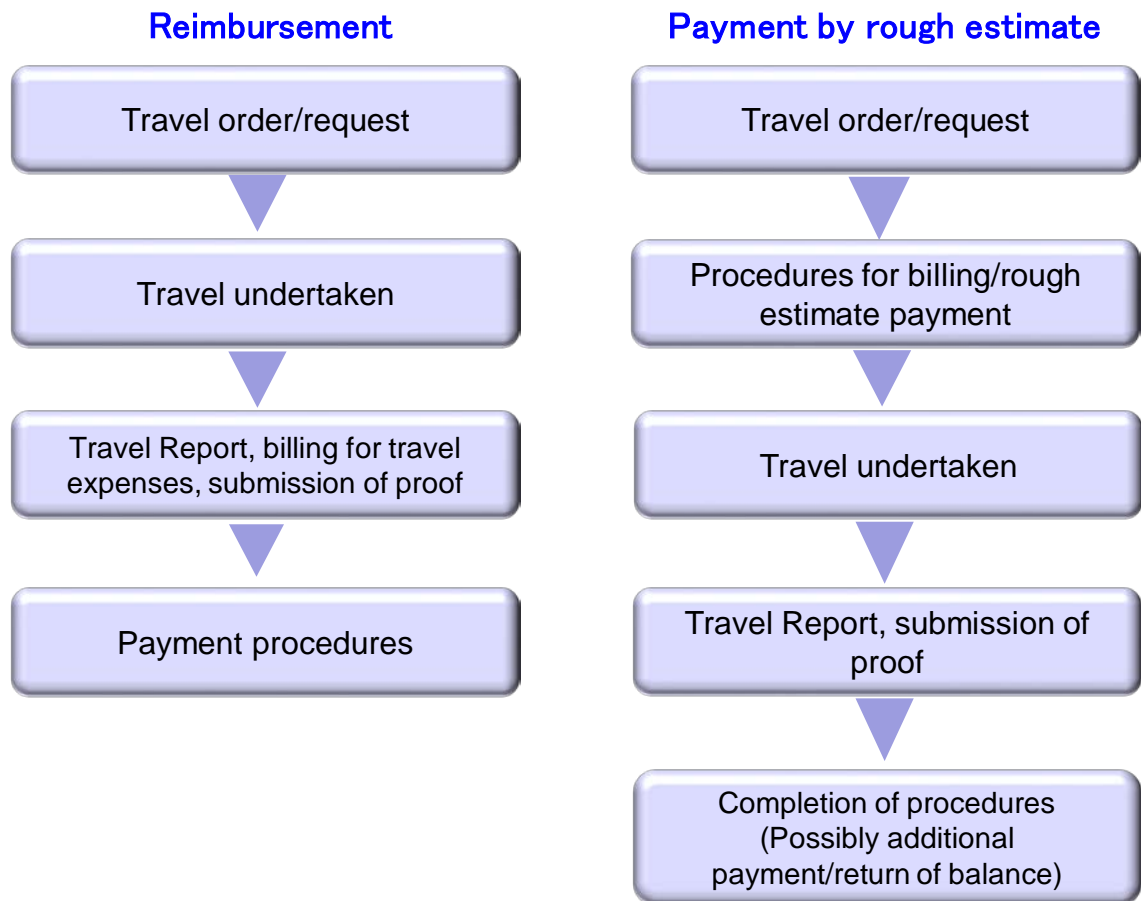 Reimbursement
Travel order/request
Travel undertaken
Travel Report, billing for travel
expenses, submission of proof
Payment procedures
Payment by rough estimate
Travel order/request
Procedures for billing/rough
estimate payment
Travel undertaken
Travel Report, submission of
proof
Completion of procedures
(Possibly additional
payment/return of balance)